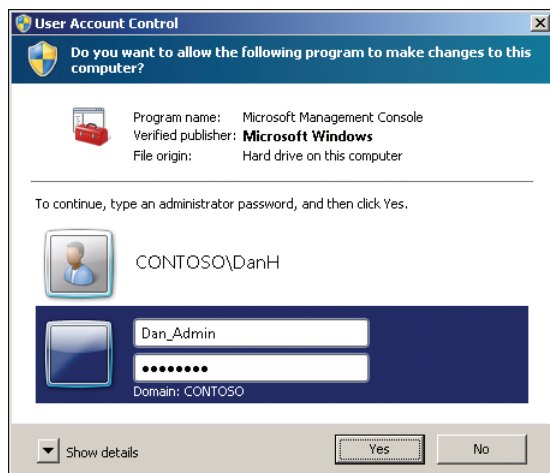 User Account Control
Do you want to allow the following program to make changes to this
computer?
Program name: Microsoft Management Console
Verified publisher: Microsoft Windows
File origin: Hard drive on this computer
To continue, type an administrator password, and then click Yes.
CONTOSO\DanH
Dan_Admin
••••••••
Domain: CONTOSO
Show details
Yes
No